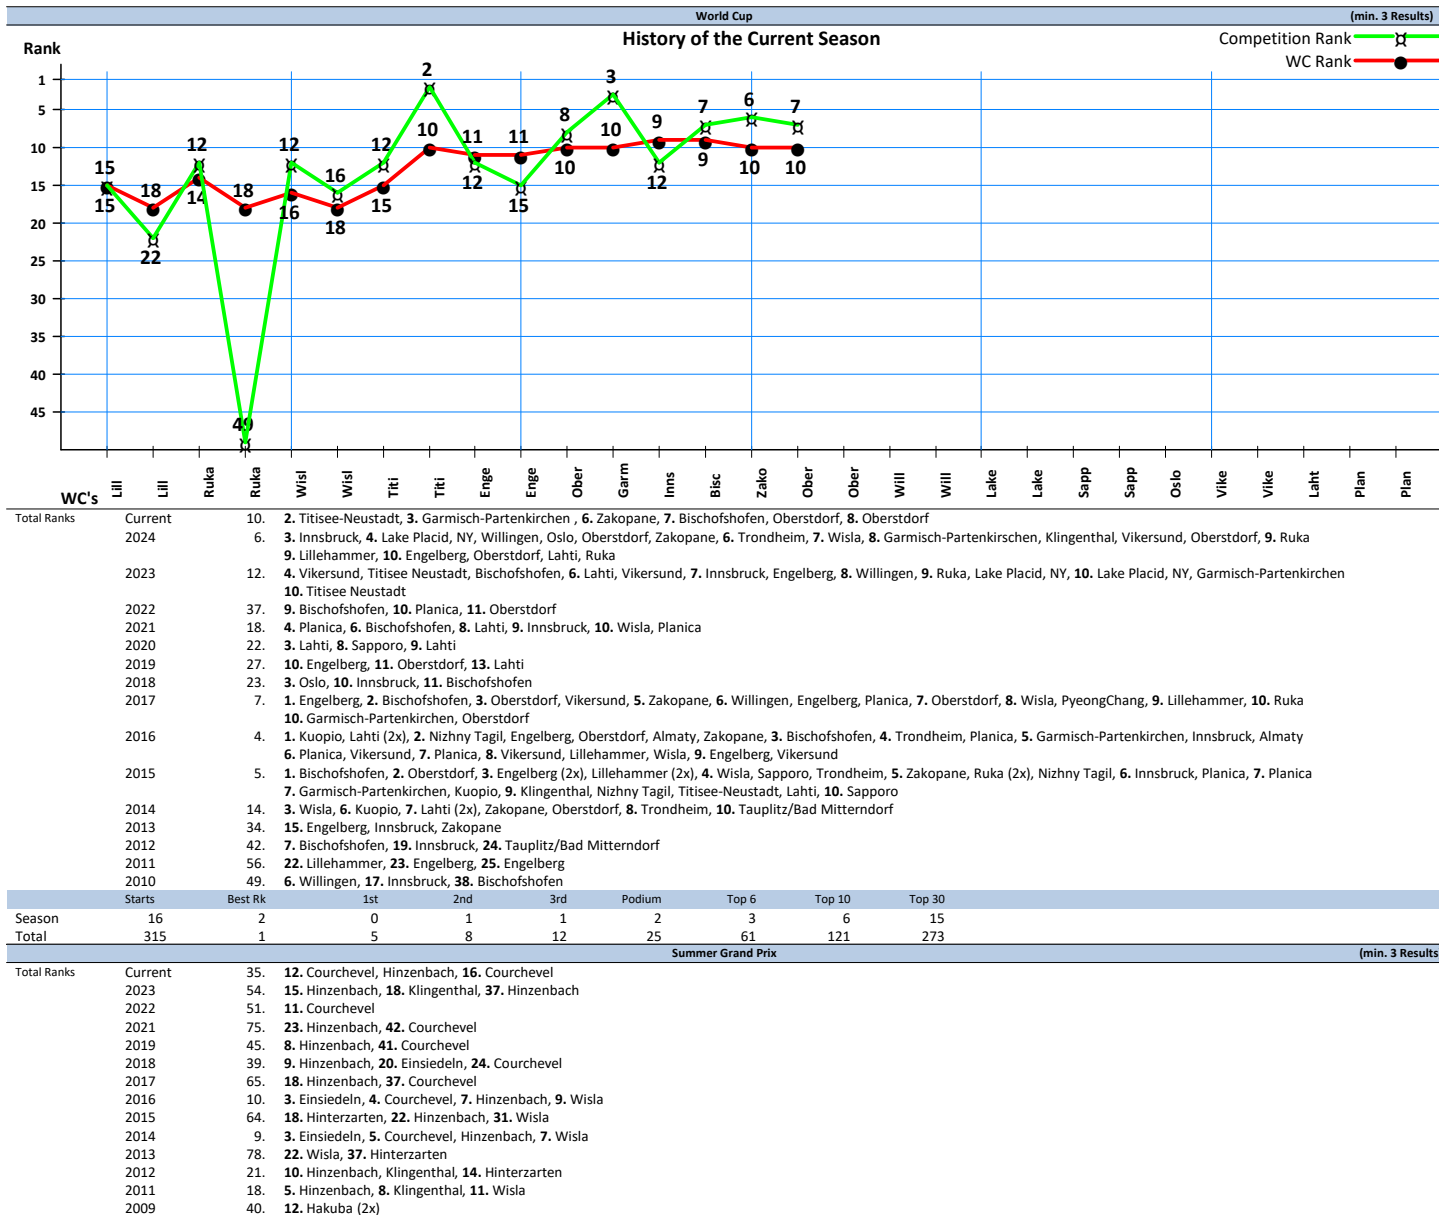 World Cup (min. 3 Results)
History of the Current Season
Rank
Competition Rank
WC Rank
1
5
10
15
20
25
30
35
40
45
15
15
18
22
12
14
18
49
12
16
16
18
12
15
2
10
11
12
11
15
8
10
3
10
9
12
7
9
6
10
7
10
WC's
Lill
Lill
Ruka
Ruka
Wisl
Wisl
Titi
Titi
Enge
Enge
Ober
Garm
Inns
Bisc
Zako
Ober
Ober
Will
Will
Lake
Lake
Sapp
Sapp
Oslo
Vike
Vike
Laht
Plan
Plan
Total Ranks Current 10. 2. Titisee-Neustadt, 3. Garmisch-Partenkirchen , 6. Zakopane, 7. Bischofshofen, Oberstdorf, 8. Oberstdorf
2024 6. 3. Innsbruck, 4. Lake Placid, NY, Willingen, Oslo, Oberstdorf, Zakopane, 6. Trondheim, 7. Wisla, 8. Garmisch-Partenkirschen, Klingenthal, Vikersund, Oberstdorf, 9. Ruka
9. Lillehammer, 10. Engelberg, Oberstdorf, Lahti, Ruka
2023 12. 4. Vikersund, Titisee Neustadt, Bischofshofen, 6. Lahti, Vikersund, 7. Innsbruck, Engelberg, 8. Willingen, 9. Ruka, Lake Placid, NY, 10. Lake Placid, NY, Garmisch-Partenkirchen
10. Titisee Neustadt
2022 37. 9. Bischofshofen, 10. Planica, 11. Oberstdorf
2021 18. 4. Planica, 6. Bischofshofen, 8. Lahti, 9. Innsbruck, 10. Wisla, Planica
2020 22. 3. Lahti, 8. Sapporo, 9. Lahti
2019 27. 10. Engelberg, 11. Oberstdorf, 13. Lahti
2018 23. 3. Oslo, 10. Innsbruck, 11. Bischofshofen
2017 7. 1. Engelberg, 2. Bischofshofen, 3. Oberstdorf, Vikersund, 5. Zakopane, 6. Willingen, Engelberg, Planica, 7. Oberstdorf, 8. Wisla, PyeongChang, 9. Lillehammer, 10. Ruka
10. Garmisch-Partenkirchen, Oberstdorf
2016 4. 1. Kuopio, Lahti (2x), 2. Nizhny Tagil, Engelberg, Oberstdorf, Almaty, Zakopane, 3. Bischofshofen, 4. Trondheim, Planica, 5. Garmisch-Partenkirchen, Innsbruck, Almaty
6. Planica, Vikersund, 7. Planica, 8. Vikersund, Lillehammer, Wisla, 9. Engelberg, Vikersund
2015 5. 1. Bischofshofen, 2. Oberstdorf, 3. Engelberg (2x), Lillehammer (2x), 4. Wisla, Sapporo, Trondheim, 5. Zakopane, Ruka (2x), Nizhny Tagil, 6. Innsbruck, Planica, 7. Planica
7. Garmisch-Partenkirchen, Kuopio, 9. Klingenthal, Nizhny Tagil, Titisee-Neustadt, Lahti, 10. Sapporo
2014 14. 3. Wisla, 6. Kuopio, 7. Lahti (2x), Zakopane, Oberstdorf, 8. Trondheim, 10. Tauplitz/Bad Mitterndorf
2013 34. 15. Engelberg, Innsbruck, Zakopane
2012 42. 7. Bischofshofen, 19. Innsbruck, 24. Tauplitz/Bad Mitterndorf
2011 56. 22. Lillehammer, 23. Engelberg, 25. Engelberg
2010 49. 6. Willingen, 17. Innsbruck, 38. Bischofshofen
Starts Best Rk 1st 2nd 3rd Podium Top 6 Top 10 Top 30
Season 16 2 0 1 1 2 3 6 15
Total 315 1 5 8 12 25 61 121 273
Summer Grand Prix (min. 3 Results
Total Ranks Current 35. 12. Courchevel, Hinzenbach, 16. Courchevel
2023 54. 15. Hinzenbach, 18. Klingenthal, 37. Hinzenbach
2022 51. 11. Courchevel
2021 75. 23. Hinzenbach, 42. Courchevel
2019 45. 8. Hinzenbach, 41. Courchevel
2018 39. 9. Hinzenbach, 20. Einsiedeln, 24. Courchevel
2017 65. 18. Hinzenbach, 37. Courchevel
2016 10. 3. Einsiedeln, 4. Courchevel, 7. Hinzenbach, 9. Wisla
2015 64. 18. Hinterzarten, 22. Hinzenbach, 31. Wisla
2014 9. 3. Einsiedeln, 5. Courchevel, Hinzenbach, 7. Wisla
2013 78. 22. Wisla, 37. Hinterzarten
2012 21. 10. Hinzenbach, Klingenthal, 14. Hinterzarten
2011 18. 5. Hinzenbach, 8. Klingenthal, 11. Wisla
2009 40. 12. Hakuba (2x)